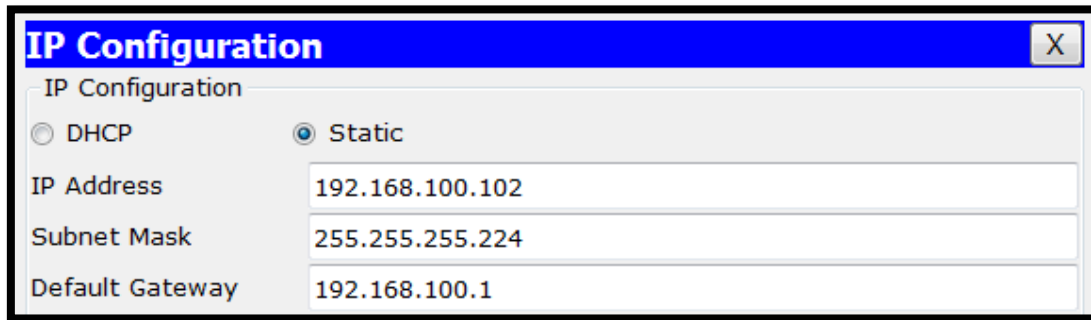 IP Configuration X
IP Configuration
DHCP Static
IP Address 192.168.100.102
Subnet Mask 255.255.255.224
Default Gateway 192.168.100.1